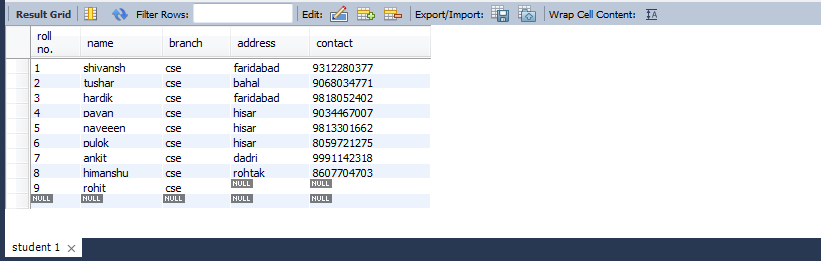 Result Grid Filter Rows: Edit: Export/Import: Wrap Cell Content: IA
roll no. name branch address contact
1 shivansh cse faridabad 9312280377
2 tushar cse bahal 9068034771
3 hardik cse faridabad 9818052402
4 pavan cse hisar 9034467007
5 naveeen cse hisar 9813301662
6 pulok cse hisar 8059721275
7 ankit cse dadri 9991142318
8 himanshu cse rohtak 8607704703
9 rohit cse NULL NULL
NULL NULL NULL NULL NULL
student 1